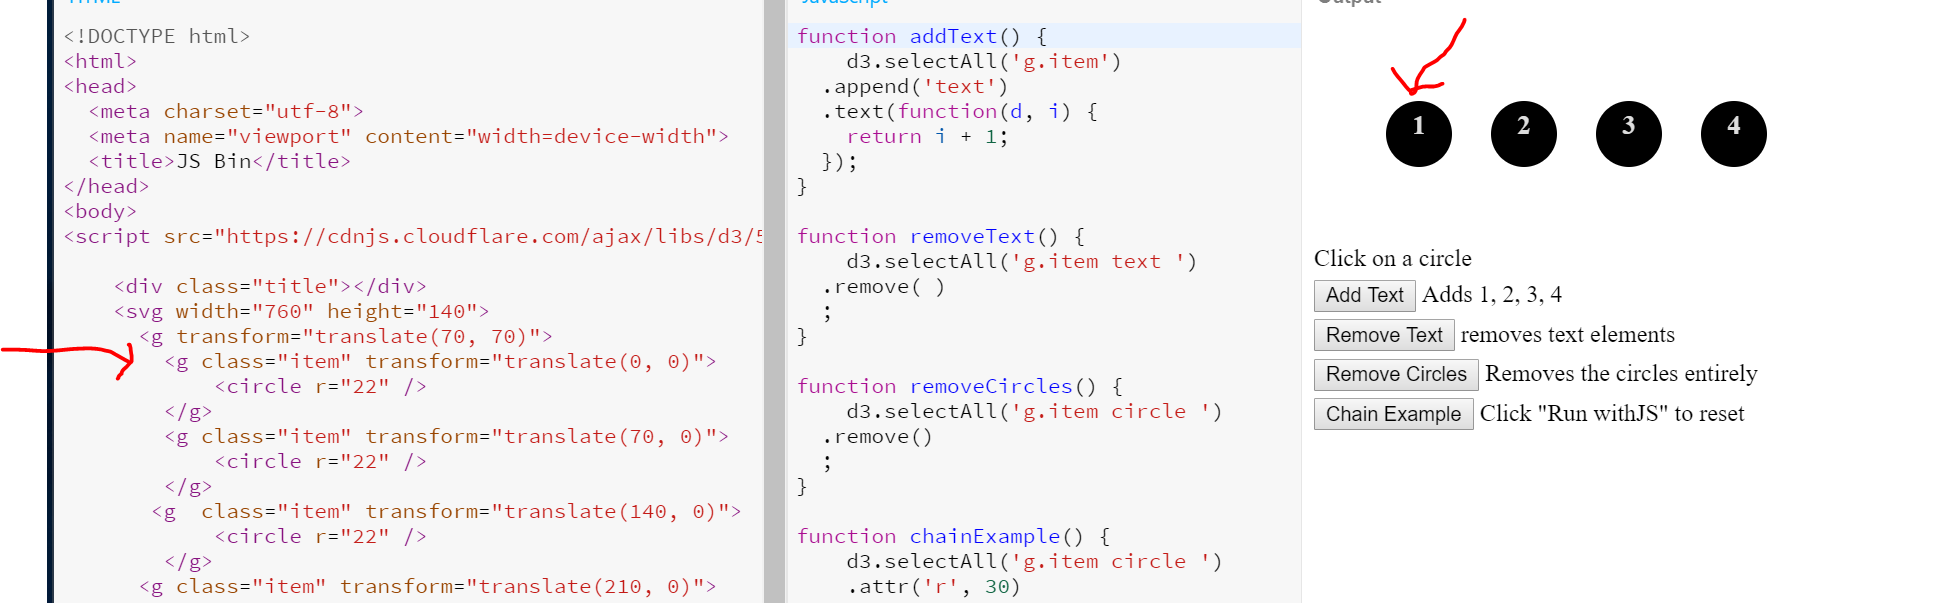 HTML
<!DOCTYPE html>
<html>
<head>
<meta charset="utf-8">
<meta name="viewport" content="width=device-width">
<title>JS Bin</title>
</head>
<body>
<script src="https://cdnjs.cloudflare.com/ajax/libs/d3/5
<div class="title"></div>
<svg width="760" height="140">
<g transform="translate(70, 70)">
<g class="item" transform="translate(0, 0)">
<circle r="22" />
</g>
<g class="item" transform="translate(70, 0)">
<circle r="22" />
</g>
<g  class="item" transform="translate(140, 0)">
<circle r="22" />
</g>
<g class="item" transform="translate(210, 0)">
JavaScript
function addText() {
d3.selectAll('g.item')
.append('text')
.text(function(d, i) {
return i + 1;
});
}
function removeText() {
d3.selectAll('g.item text ')
.remove( )
;
}
function removeCircles() {
d3.selectAll('g.item circle ')
.remove()
;
}
function chainExample() {
d3.selectAll('g.item circle ')
.attr('r', 30)
Output
1 2 3 4
Click on a circle
Add Text Adds 1, 2, 3, 4
Remove Text removes text elements
Remove Circles Removes the circles entirely
Chain Example Click "Run withJS" to reset